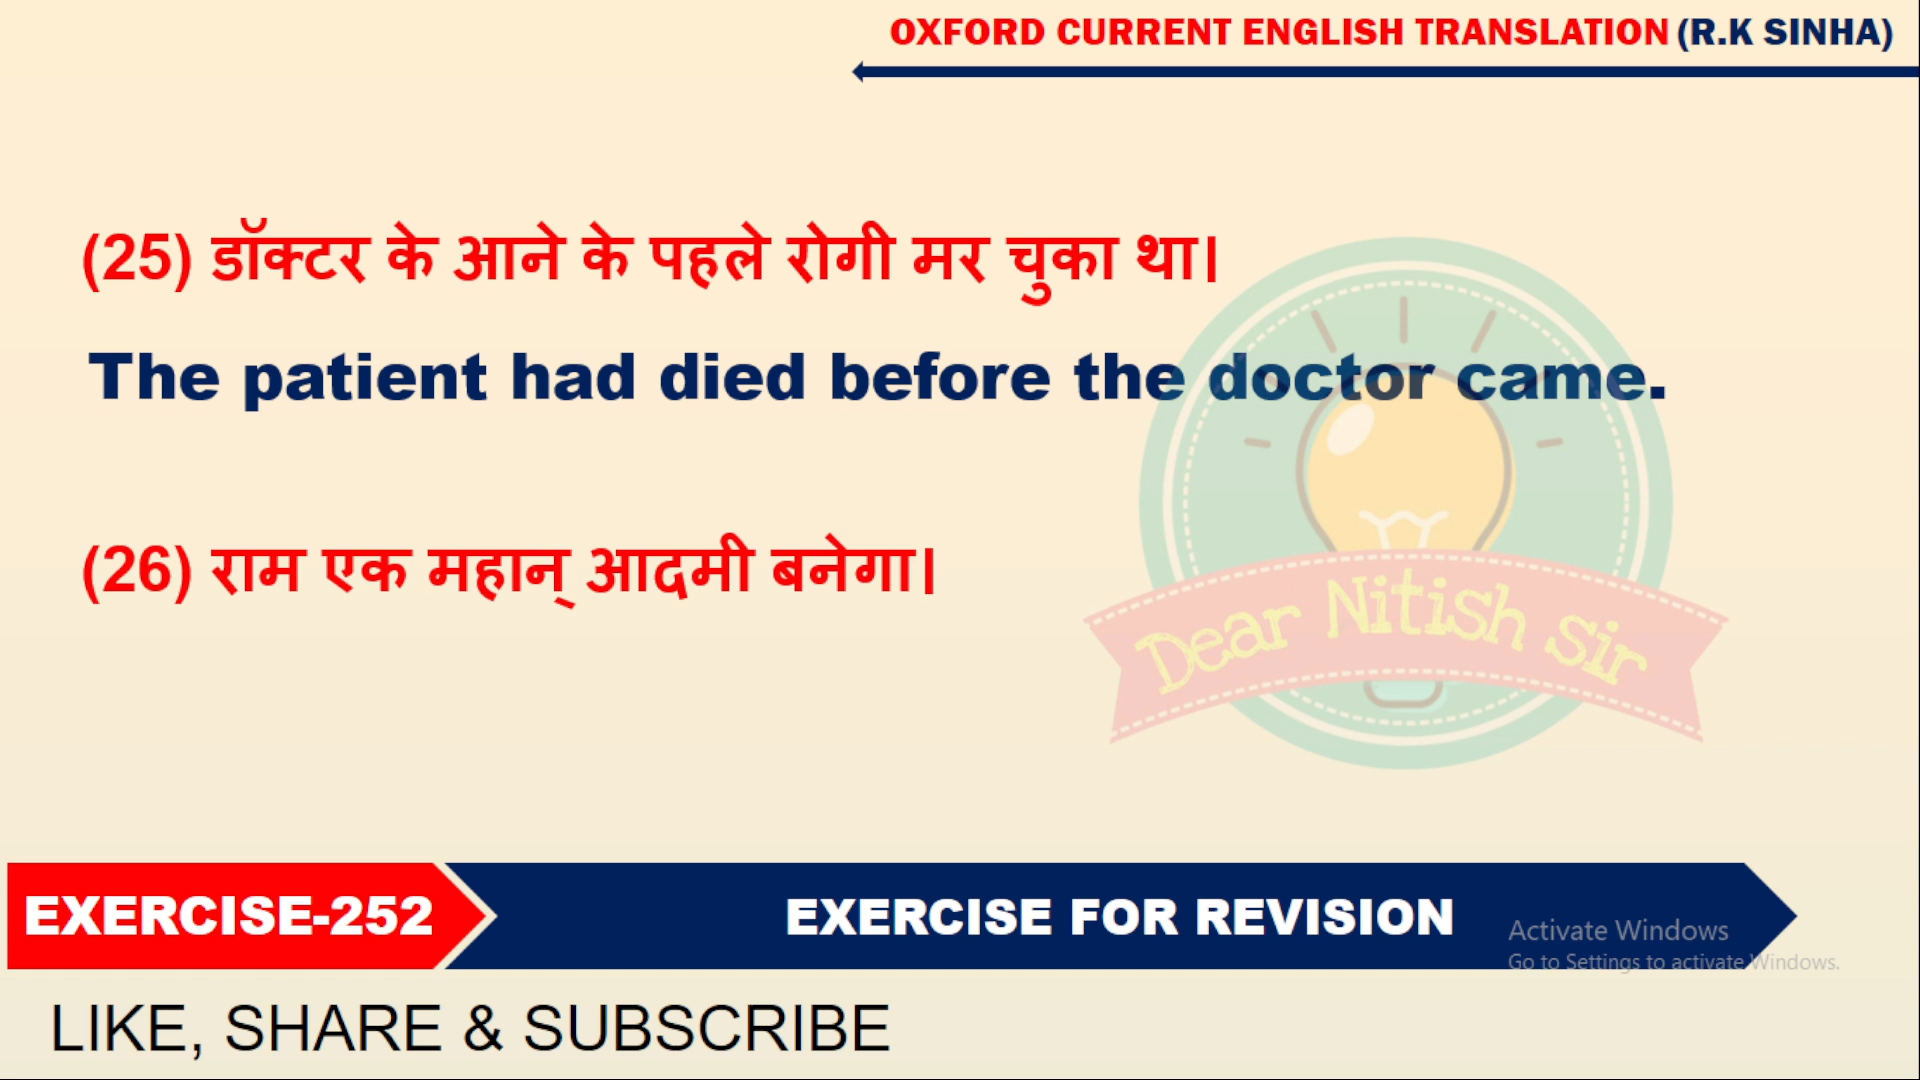 OXFORD CURRENT ENGLISH TRANSLATION (R.K SINHA)
(25) डॉक्टर के आने के पहले रोगी मर चुका था।
The patient had died before the doctor came.
(26) राम एक महान् आदमी बनेगा।
Dear Nitish Sir
EXERCISE-252
EXERCISE FOR REVISION
Activate Windows
Go to Settings to activate Windows.
LIKE, SHARE & SUBSCRIBE